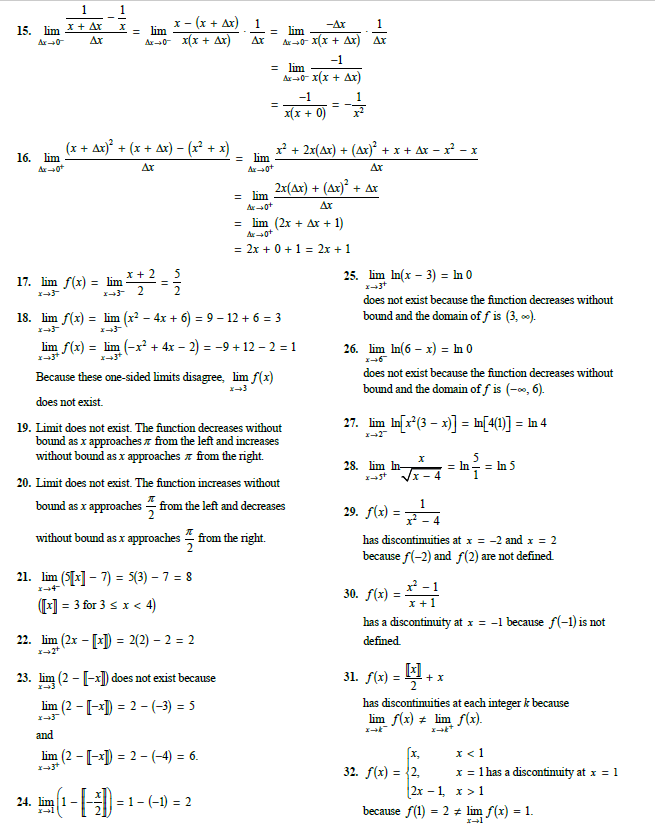 15. lim_{Δx→0⁻} (1/(x + Δx) − 1/x)/Δx = lim_{Δx→0⁻} (x − (x + Δx))/(x(x + Δx)) · 1/Δx = lim_{Δx→0⁻} −Δx/(x(x + Δx)) · 1/Δx
= lim_{Δx→0⁻} −1/(x(x + Δx))
= −1/(x(x + 0)) = −1/x²
16. lim_{Δx→0⁺} ((x + Δx)² + (x + Δx) − (x² + x))/Δx = lim_{Δx→0⁺} (x² + 2x(Δx) + (Δx)² + x + Δx − x² − x)/Δx
= lim_{Δx→0⁺} (2x(Δx) + (Δx)² + Δx)/Δx
= lim_{Δx→0⁺} (2x + Δx + 1)
= 2x + 0 + 1 = 2x + 1
17. lim_{x→3⁻} f(x) = lim_{x→3⁻} (x + 2)/2 = 5/2
18. lim_{x→3⁻} f(x) = lim_{x→3⁻} (x² − 4x + 6) = 9 − 12 + 6 = 3
lim_{x→3⁺} f(x) = lim_{x→3⁺} (−x² + 4x − 2) = −9 + 12 − 2 = 1
Because these one-sided limits disagree, lim_{x→3} f(x)
does not exist.
19. Limit does not exist. The function decreases without
bound as x approaches π from the left and increases
without bound as x approaches π from the right.
20. Limit does not exist. The function increases without
bound as x approaches π/2 from the left and decreases
without bound as x approaches π/2 from the right.
21. lim_{x→4⁻} (5⟦x⟧ − 7) = 5(3) − 7 = 8
(⟦x⟧ = 3 for 3 ≤ x < 4)
22. lim_{x→2⁺} (2x − ⟦x⟧) = 2(2) − 2 = 2
23. lim_{x→3} (2 − ⟦−x⟧) does not exist because
lim_{x→3⁻} (2 − ⟦−x⟧) = 2 − (−3) = 5
and
lim_{x→3⁺} (2 − ⟦−x⟧) = 2 − (−4) = 6.
24. lim_{x→1} (1 − ⟦−x/2⟧) = 1 − (−1) = 2
25. lim_{x→3⁺} ln(x − 3) = ln 0
does not exist because the function decreases without
bound and the domain of f is (3, ∞).
26. lim_{x→6⁻} ln(6 − x) = ln 0
does not exist because the function decreases without
bound and the domain of f is (−∞, 6).
27. lim_{x→2⁻} ln[x²(3 − x)] = ln[4(1)] = ln 4
28. lim_{x→5⁺} ln x/√(x − 4) = ln 5/1 = ln 5
29. f(x) = 1/(x² − 4)
has discontinuities at x = −2 and x = 2
because f(−2) and f(2) are not defined.
30. f(x) = (x² − 1)/(x + 1)
has a discontinuity at x = −1 because f(−1) is not
defined.
31. f(x) = ⟦x⟧/2 + x
has discontinuities at each integer k because
lim_{x→k⁻} f(x) ≠ lim_{x→k⁺} f(x).
32. f(x) = { x, x < 1
2, x = 1 has a discontinuity at x = 1
2x − 1, x > 1
because f(1) = 2 ≠ lim_{x→1} f(x) = 1.